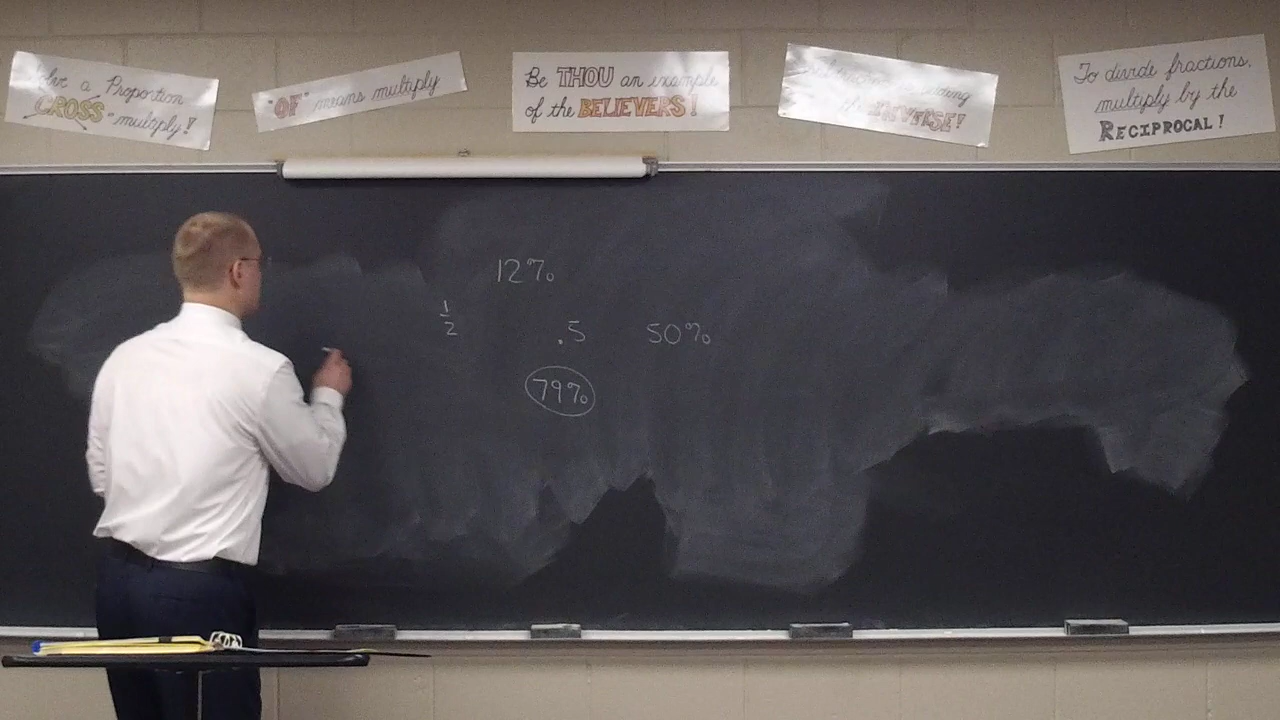 a Proportion
CROSS-multiply!
"OF" means multiply
Be THOU an example
of the BELIEVERS!
INVERSE!
To divide fractions,
multiply by the
RECIPROCAL!
12%
1/2 .5 50%
79%